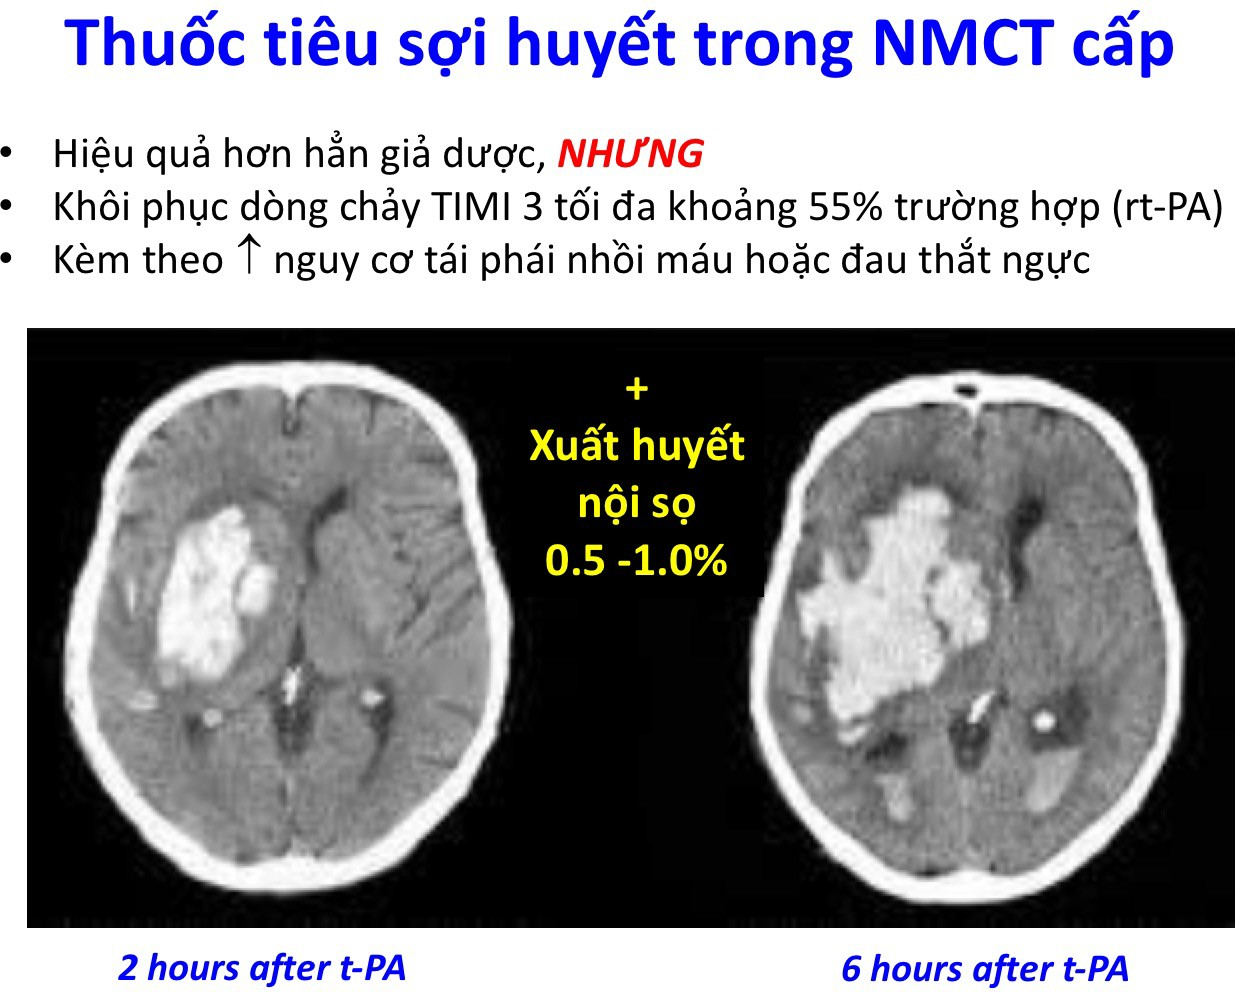 Thuốc tiêu sợi huyết trong NMCT cấp
• Hiệu quả hơn hẳn giả dược, NHƯNG
• Khôi phục dòng chảy TIMI 3 tối đa khoảng 55% trường hợp (rt-PA)
• Kèm theo ↑ nguy cơ tái phái nhồi máu hoặc đau thắt ngực
+
Xuất huyết
nội sọ
0.5 -1.0%
2 hours after t-PA
6 hours after t-PA